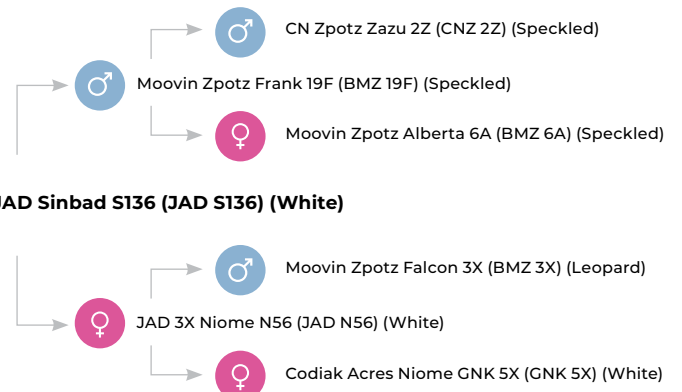 CN Zpotz Zazu 2Z (CNZ 2Z) (Speckled)
Moovin Zpotz Frank 19F (BMZ 19F) (Speckled)
Moovin Zpotz Alberta 6A (BMZ 6A) (Speckled)
JAD Sinbad S136 (JAD S136) (White)
Moovin Zpotz Falcon 3X (BMZ 3X) (Leopard)
JAD 3X Niome N56 (JAD N56) (White)
Codiak Acres Niome GNK 5X (GNK 5X) (White)